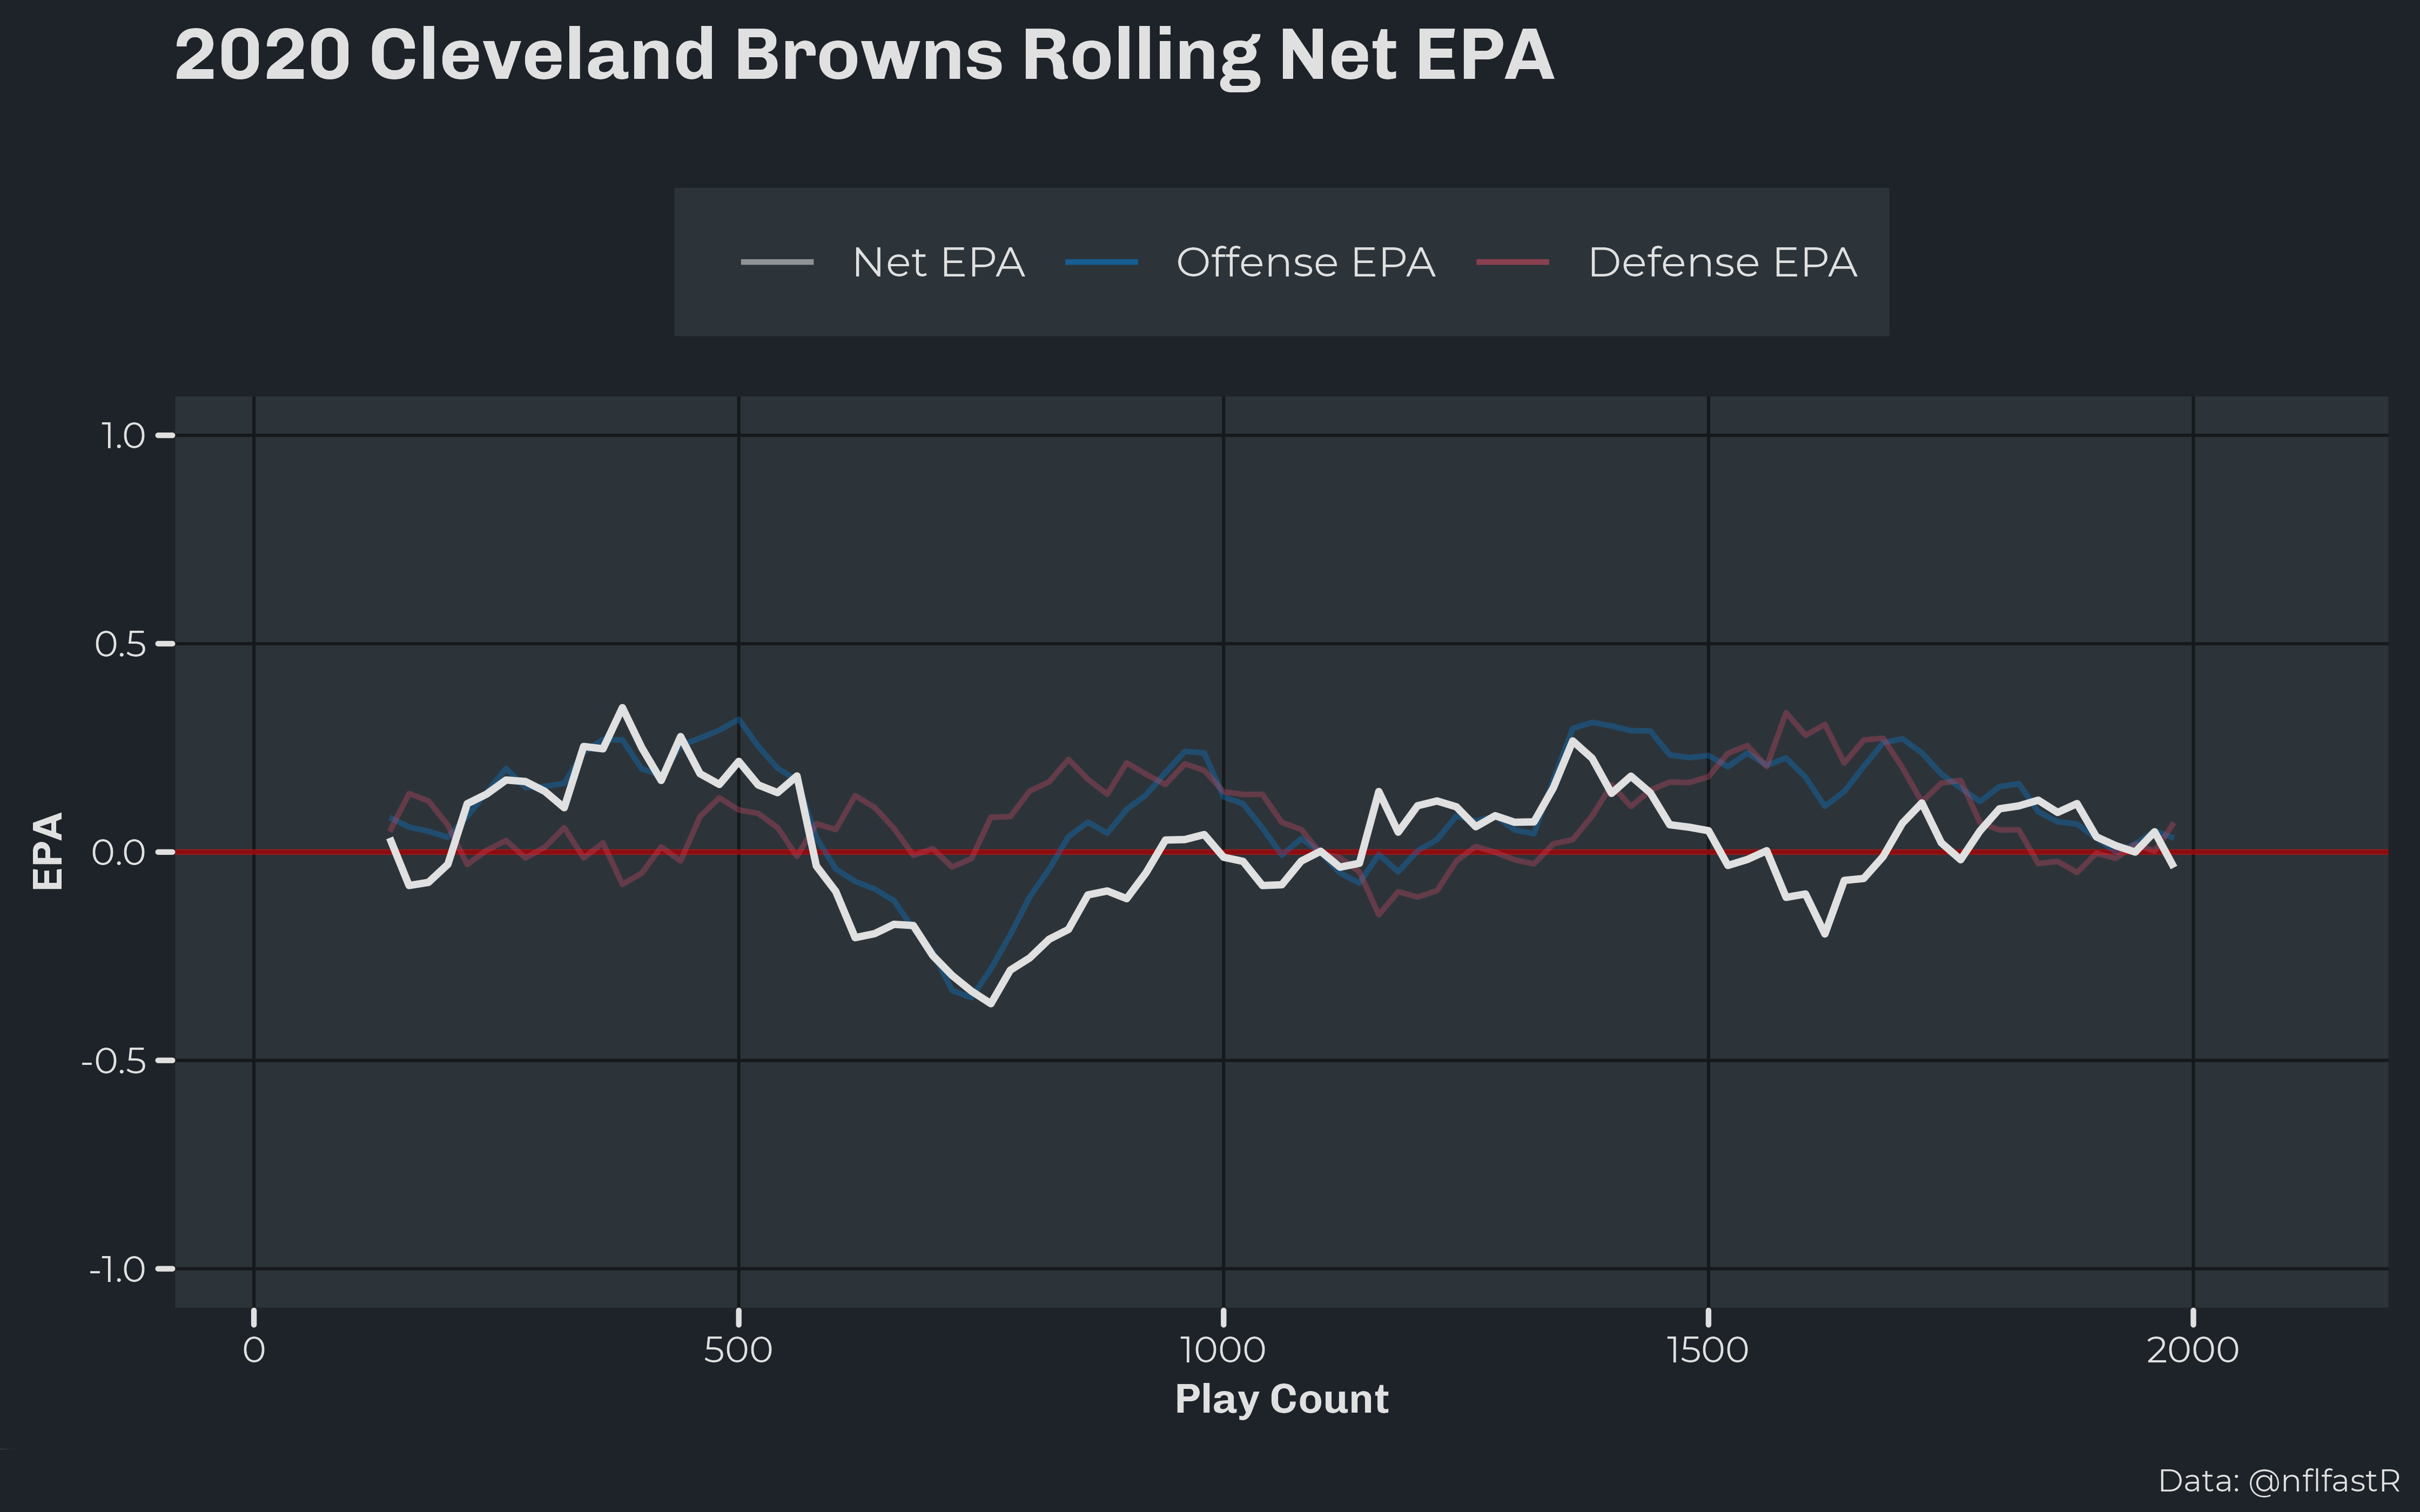 2020 Cleveland Browns Rolling Net EPA
Net EPA Offense EPA Defense EPA
1.0
0.5
0.0
-0.5
-1.0
EPA
0 500 1000 1500 2000
Play Count
Data: @nflfastR